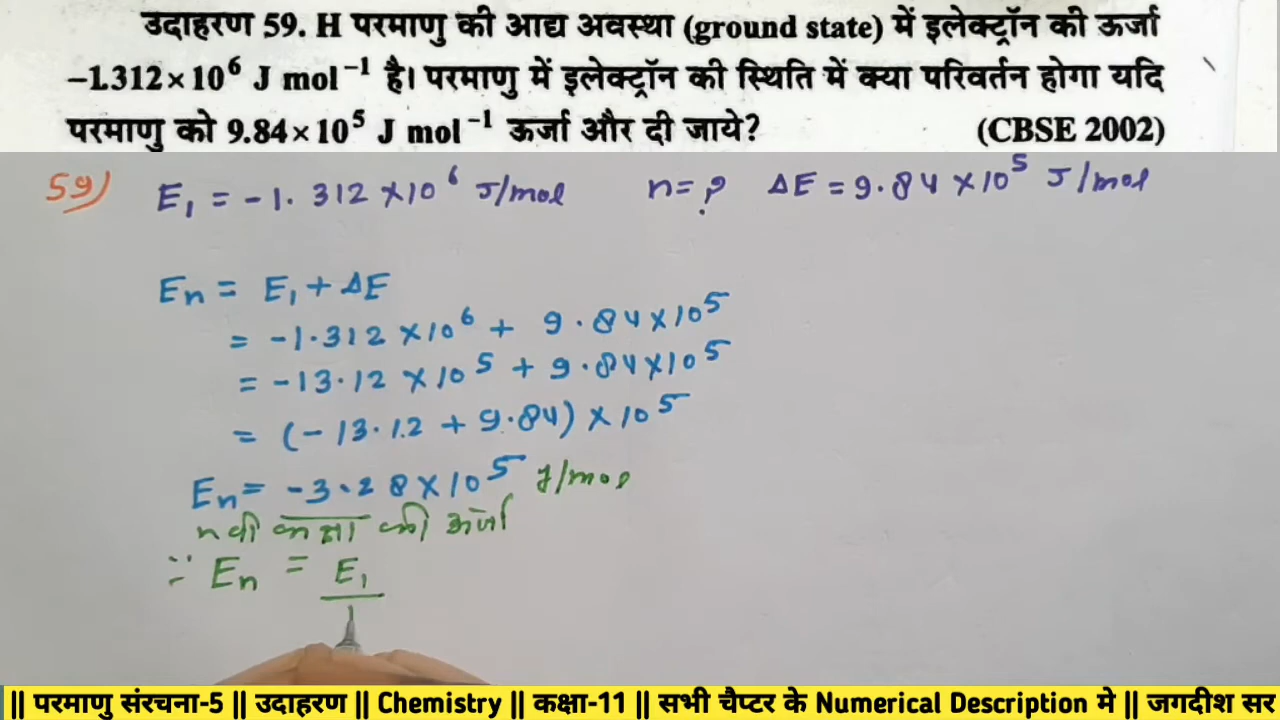 उदाहरण 59. H परमाणु की आद्य अवस्था (ground state) में इलेक्ट्रॉन की ऊर्जा
−1.312×10⁶ J mol⁻¹ है। परमाणु में इलेक्ट्रॉन की स्थिति में क्या परिवर्तन होगा यदि
परमाणु को 9.84×10⁵ J mol⁻¹ ऊर्जा और दी जाये? (CBSE 2002)
59) E₁ = -1.312 ×10⁶ J/mol n=? ΔE = 9.84 ×10⁵ J/mol
En = E₁ + ΔE
= -1.312 ×10⁶ + 9.84×10⁵
= -13.12 ×10⁵ + 9.84×10⁵
= (-13.12 + 9.84) ×10⁵
En = -3.28×10⁵ J/mol
nवी कक्षा की ऊर्जा
∵ En = E₁
|| परमाणु संरचना-5 || उदाहरण || Chemistry || कक्षा-11 || सभी चैप्टर के Numerical Description मे || जगदीश सर